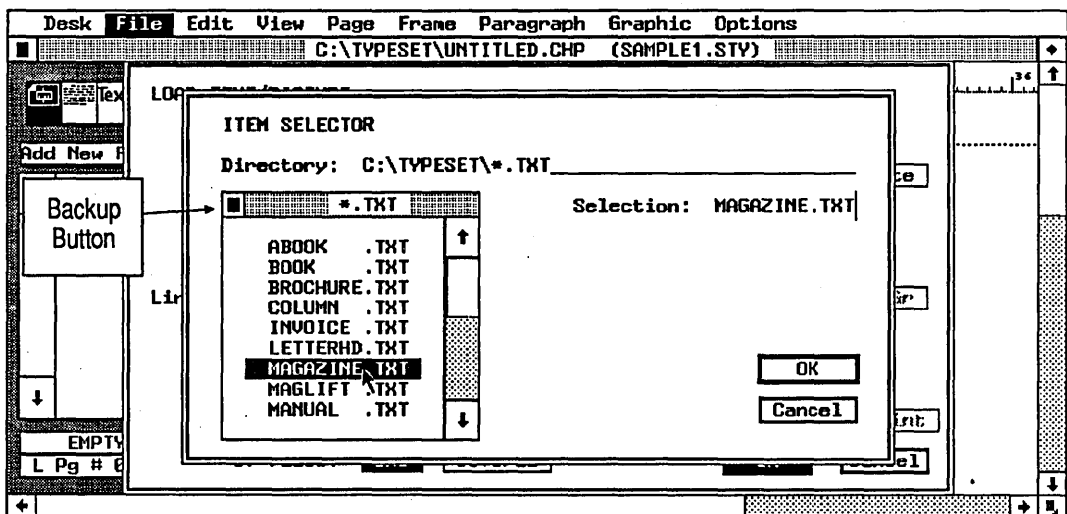 Desk File Edit View Page Frame Paragraph Graphic Options
C:\TYPESET\UNTITLED.CHP (SAMPLE1.STY)
36
Tex
ITEM SELECTOR
Add New F
Directory: C:\TYPESET\*.TXT
Backup
Button
*.TXT
Selection: MAGAZINE.TXT
ABOOK .TXT
BOOK .TXT
BROCHURE.TXT
COLUMN .TXT
INVOICE .TXT
LETTERHD.TXT
MAGAZINE.TXT
MAGLIFT .TXT
MANUAL .TXT
OK
Cancel
EMPTY
L Pg #